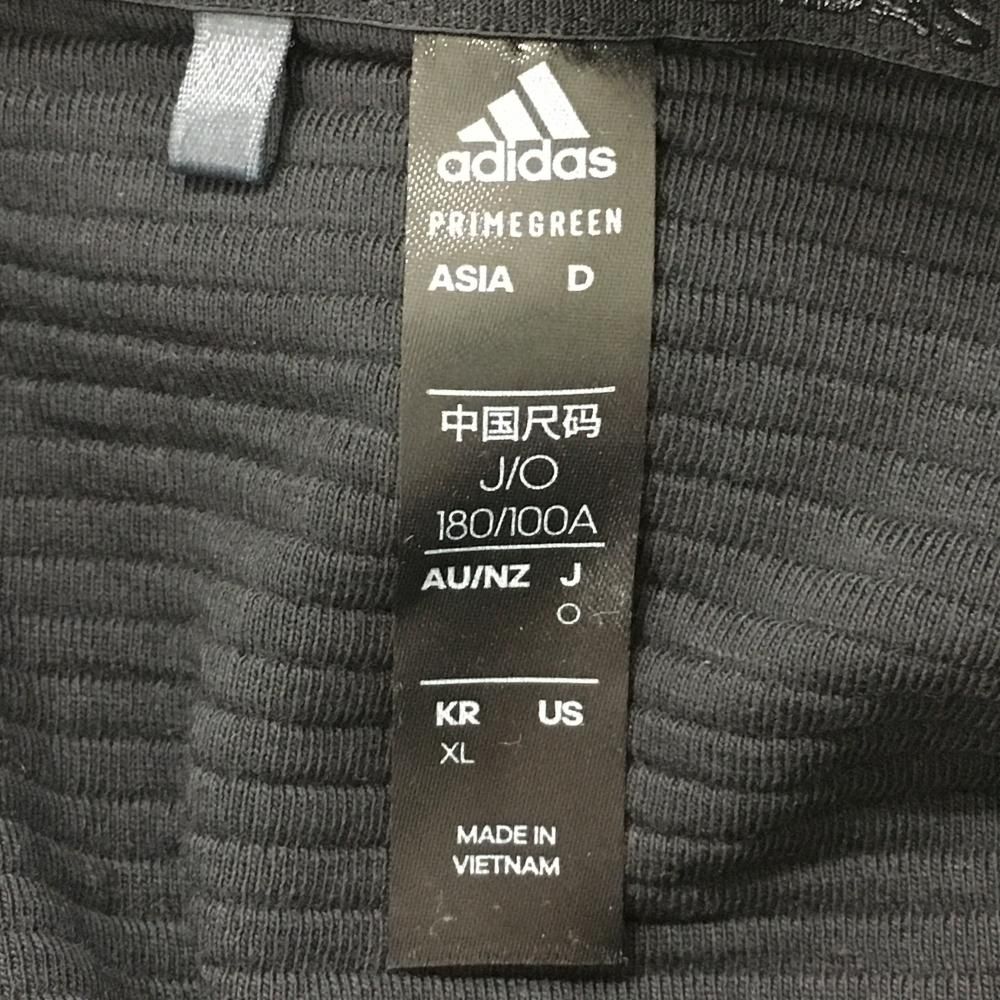 adidas
PRIMEGREEN
ASIA D
中国尺码
J/O
180/100A
AU/NZ J
O
KR US
XL
MADE IN
VIETNAM